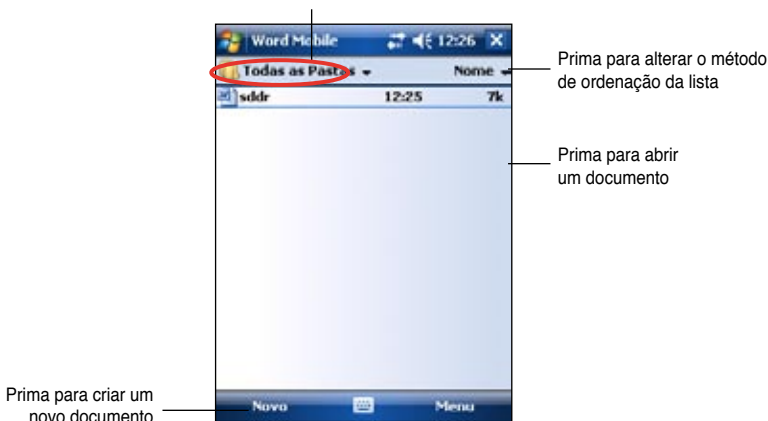 Word Mobile 12:26
Todas as Pastas Nome
sddr 12:25 7k
Prima para alterar o método
de ordenação da lista
Prima para abrir
um documento
Prima para criar um
novo documento
Novo Menu